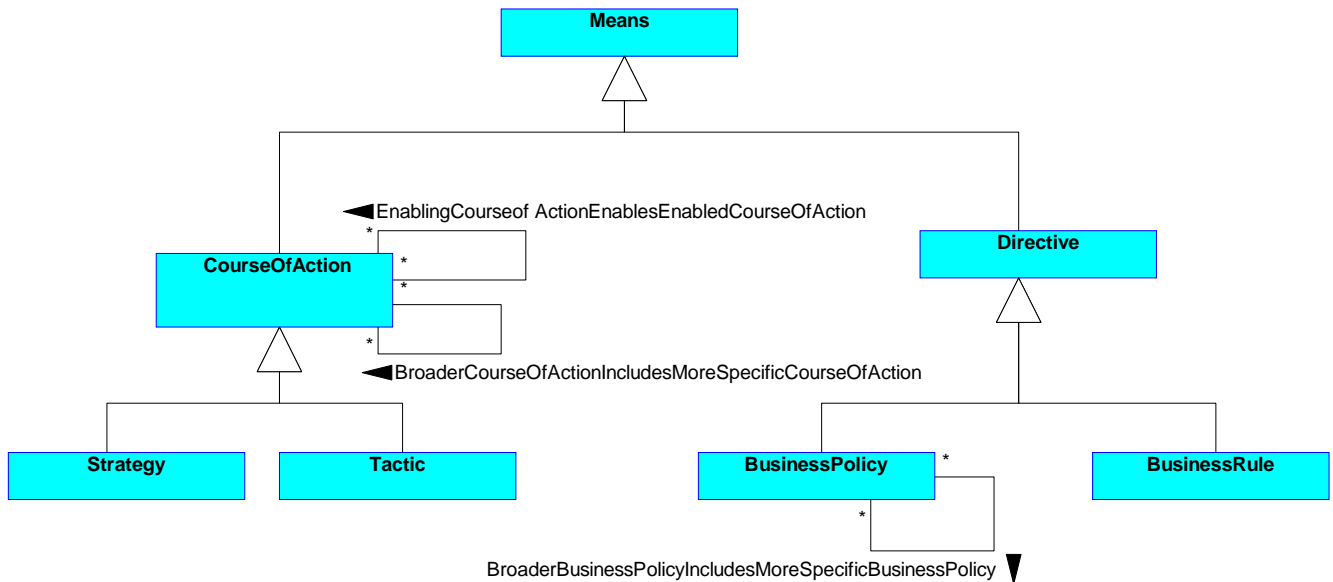 Means
EnablingCourseof ActionEnablesEnabledCourseOfAction
*
CourseOfAction
*
*
*
BroaderCourseOfActionIncludesMoreSpecificCourseOfAction
Directive
Strategy
Tactic
BusinessPolicy
*
*
BusinessRule
BroaderBusinessPolicyIncludesMoreSpecificBusinessPolicy